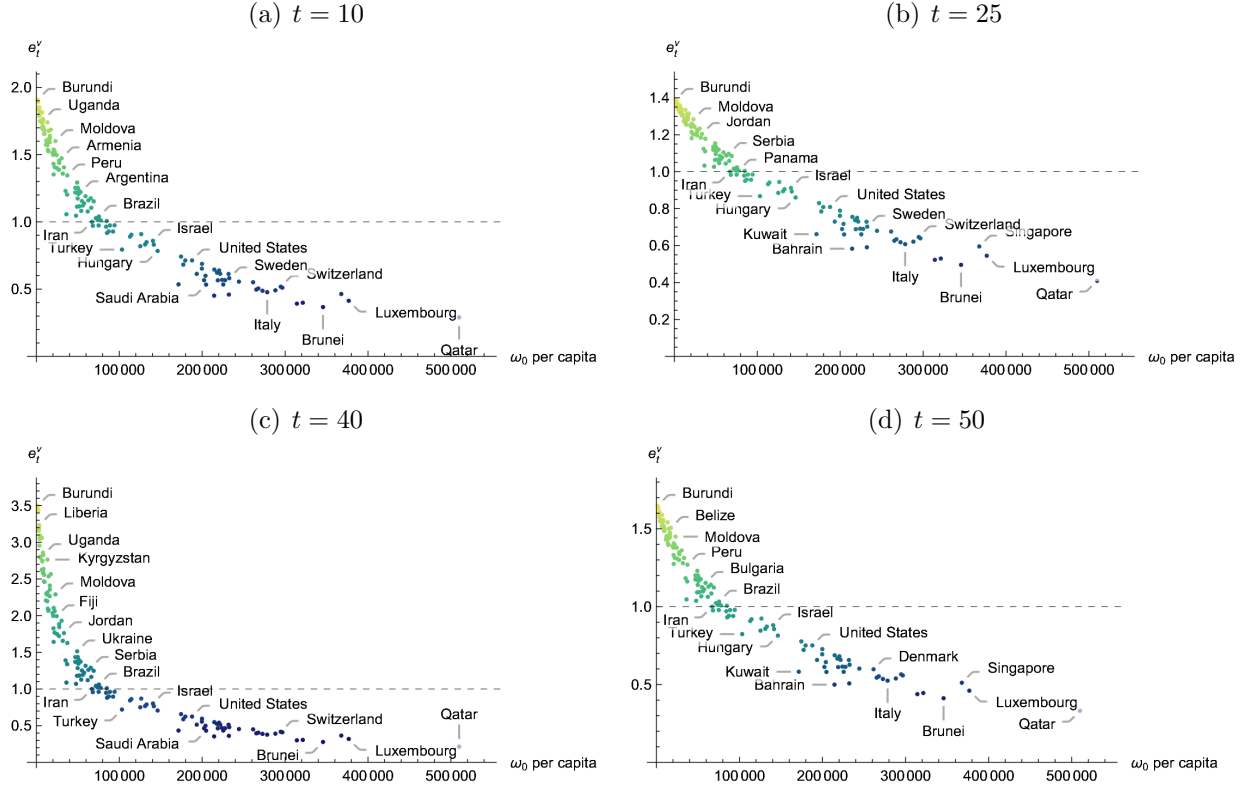 (a) t = 10
e_t^v
2.0
1.5
1.0
0.5
Burundi
Uganda
Moldova
Armenia
Peru
Argentina
Brazil
Iran
Turkey
Hungary
Israel
United States
Saudi Arabia
Sweden
Switzerland
Italy
Brunei
Luxembourg
Qatar
100 000
200 000
300 000
400 000
500 000
ω₀ per capita
(b) t = 25
e_t^v
1.4
1.2
1.0
0.8
0.6
0.4
0.2
Burundi
Moldova
Jordan
Serbia
Panama
Iran
Turkey
Hungary
Israel
United States
Kuwait
Bahrain
Sweden
Switzerland
Singapore
Italy
Luxembourg
Brunei
Qatar
100 000
200 000
300 000
400 000
500 000
ω₀ per capita
(c) t = 40
e_t^v
3.5
3.0
2.5
2.0
1.5
1.0
0.5
Burundi
Liberia
Uganda
Kyrgyzstan
Moldova
Fiji
Jordan
Ukraine
Serbia
Brazil
Iran
Turkey
Israel
United States
Saudi Arabia
Switzerland
Brunei
Luxembourg
Qatar
100 000
200 000
300 000
400 000
500 000
ω₀ per capita
(d) t = 50
e_t^v
1.5
1.0
0.5
Burundi
Belize
Moldova
Peru
Bulgaria
Brazil
Iran
Turkey
Hungary
Israel
United States
Kuwait
Bahrain
Denmark
Singapore
Italy
Luxembourg
Brunei
Qatar
100 000
200 000
300 000
400 000
500 000
ω₀ per capita